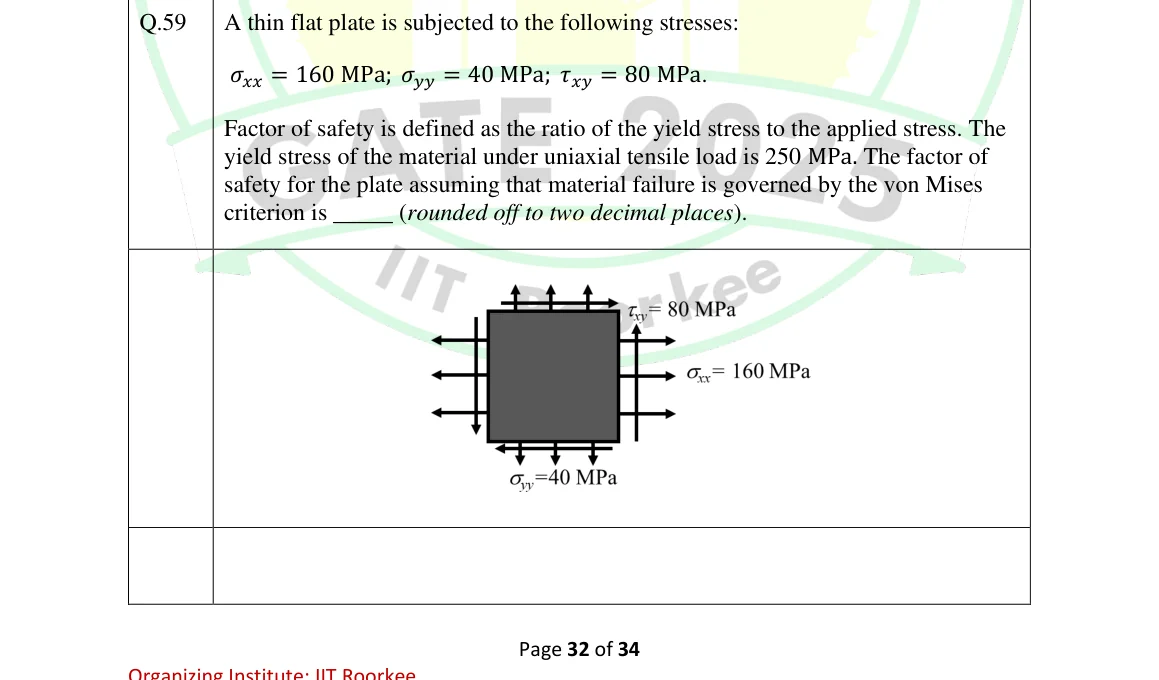 Q.59
A thin flat plate is subjected to the following stresses:
σxx = 160 MPa; σyy = 40 MPa; τxy = 80 MPa.
GATE 2025
Factor of safety is defined as the ratio of the yield stress to the applied stress. The
yield stress of the material under uniaxial tensile load is 250 MPa. The factor of
safety for the plate assuming that material failure is governed by the von Mises
criterion is _____ (rounded off to two decimal places).
IIT Roorkee
τxy= 80 MPa
σxx= 160 MPa
σyy=40 MPa
Page 32 of 34
Organizing Institute: IIT Roorkee